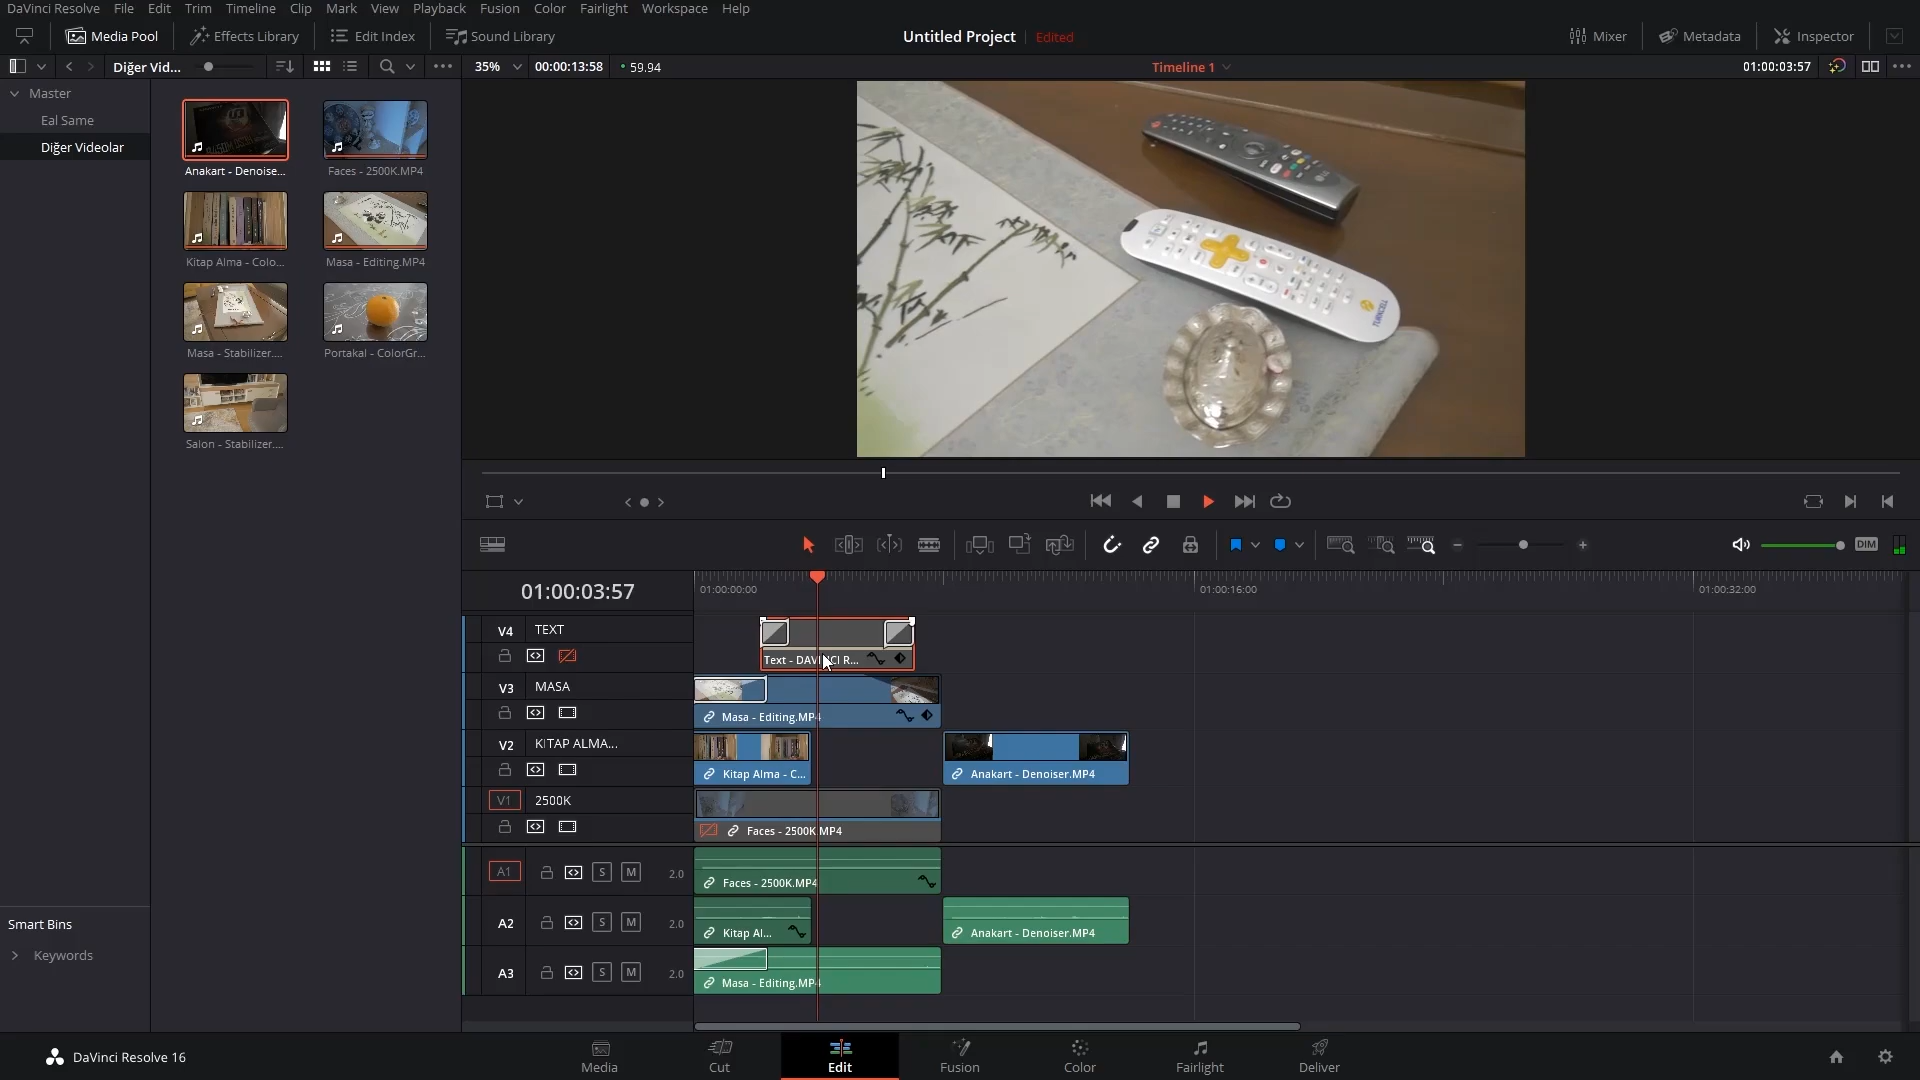 DaVinci Resolve File Edit Trim Timeline Clip Mark View Playback Fusion Color Fairlight Workspace Help
Media Pool Effects Library Edit Index Sound Library Untitled Project Edited Mixer Metadata Inspector
Diğer Vid... 35% 00:00:13:58 59.94 Timeline 1 01:00:03:57
Master
Eal Same
Diğer Videolar
Anakart - Denoise... Faces - 2500K.MP4
Kitap Alma - Colo... Masa - Editing.MP4
Masa - Stabilizer.... Portakal - ColorGr...
Salon - Stabilizer....
TURKCELL
DIM
01:00:03:57 01:00:00:00 01:00:16:00 01:00:32:00
V4 TEXT
Text - DAVINCI R...
V3 MASA
Masa - Editing.MP4
V2 KITAP ALMA...
Kitap Alma - C... Anakart - Denoiser.MP4
V1 2500K
Faces - 2500K.MP4
A1 S M 2.0
Faces - 2500K.MP4
A2 S M 2.0
Kitap Al... Anakart - Denoiser.MP4
A3 S M 2.0
Masa - Editing.MP4
Smart Bins
Keywords
DaVinci Resolve 16
Media Cut Edit Fusion Color Fairlight Deliver